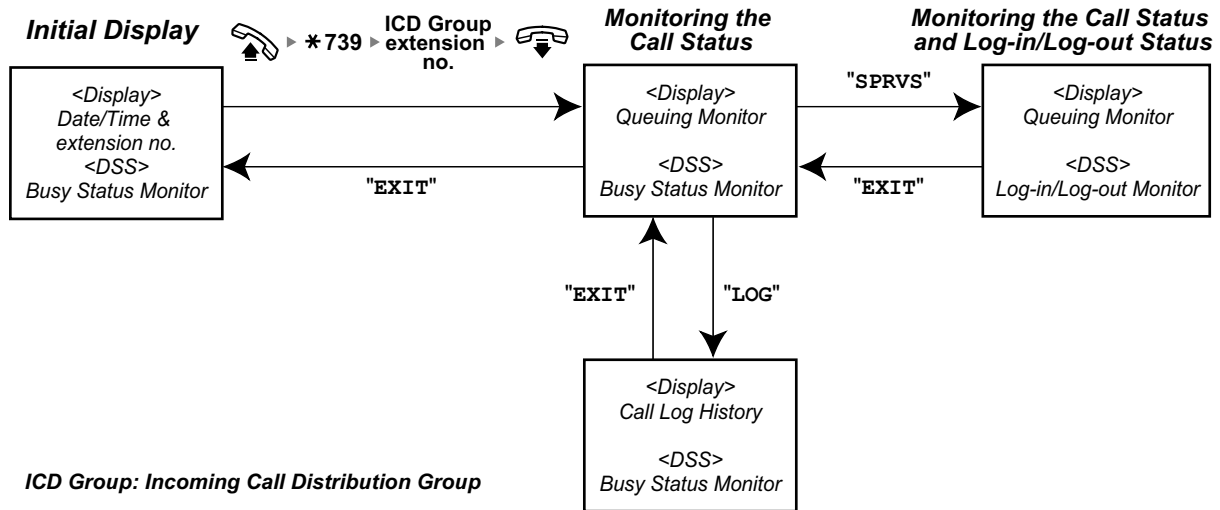 Initial Display
*739
ICD Group
extension
no.
Monitoring the
Call Status
Monitoring the Call Status
and Log-in/Log-out Status
<Display>
Date/Time &
extension no.
<DSS>
Busy Status Monitor
"EXIT"
<Display>
Queuing Monitor
<DSS>
Busy Status Monitor
"SPRVS"
"EXIT"
<Display>
Queuing Monitor
<DSS>
Log-in/Log-out Monitor
"EXIT"
"LOG"
<Display>
Call Log History
<DSS>
Busy Status Monitor
ICD Group: Incoming Call Distribution Group